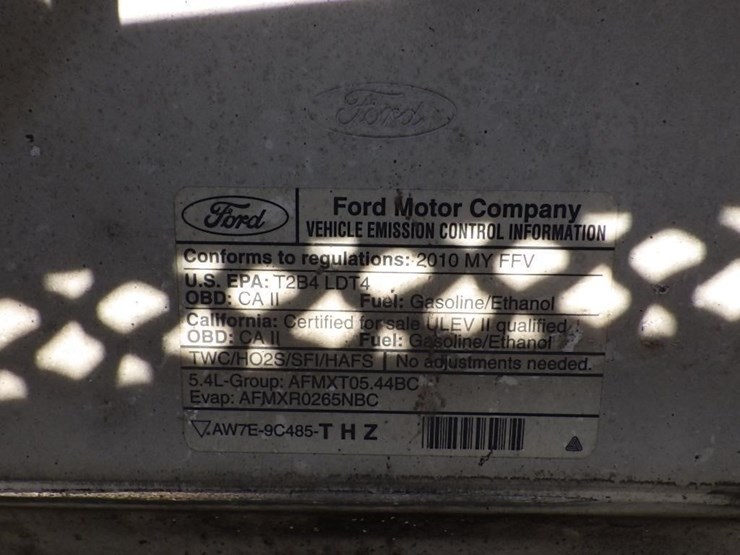 Ford
Ford
Ford Motor Company
VEHICLE EMISSION CONTROL INFORMATION
Conforms to regulations: 2010 MY FFV
U.S. EPA: T2B4 LDT4
OBD: CA II Fuel: Gasoline/Ethanol
California: Certified for sale ULEV II qualified
OBD: CA II Fuel: Gasoline/Ethanol
TWC/HO2S/SFI/HAFS No adjustments needed.
5.4L-Group: AFMXT05.44BC
Evap: AFMXR0265NBC
AW7E-9C485-T H Z